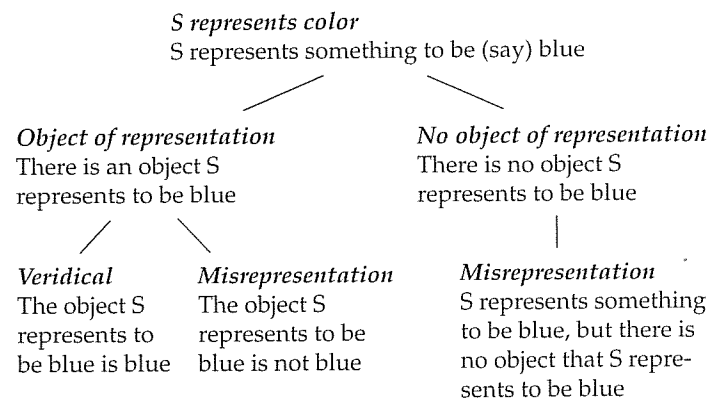 S represents color
S represents something to be (say) blue
Object of representation
There is an object S
represents to be blue
No object of representation
There is no object S
represents to be blue
Veridical
The object S
represents to
be blue is blue
Misrepresentation
The object S
represents to be
blue is not blue
Misrepresentation
S represents something
to be blue, but there is
no object that S repre-
sents to be blue